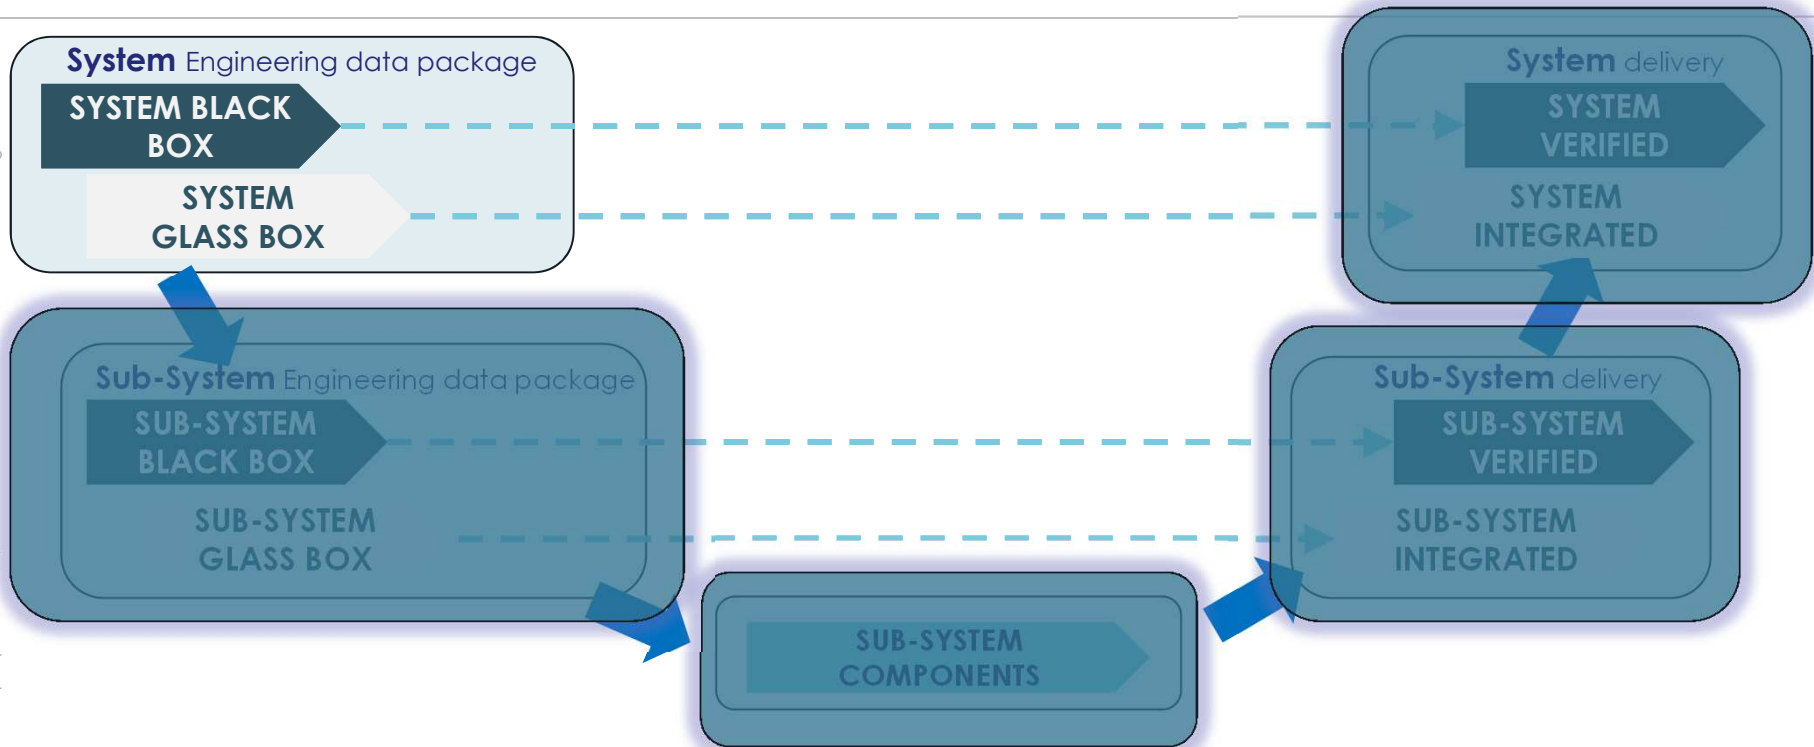 System Engineering data package
SYSTEM BLACK
BOX
SYSTEM
GLASS BOX
System delivery
SYSTEM
VERIFIED
SYSTEM
INTEGRATED
Sub-System Engineering data package
SUB-SYSTEM
BLACK BOX
SUB-SYSTEM
GLASS BOX
Sub-System delivery
SUB-SYSTEM
VERIFIED
SUB-SYSTEM
INTEGRATED
SUB-SYSTEM
COMPONENTS